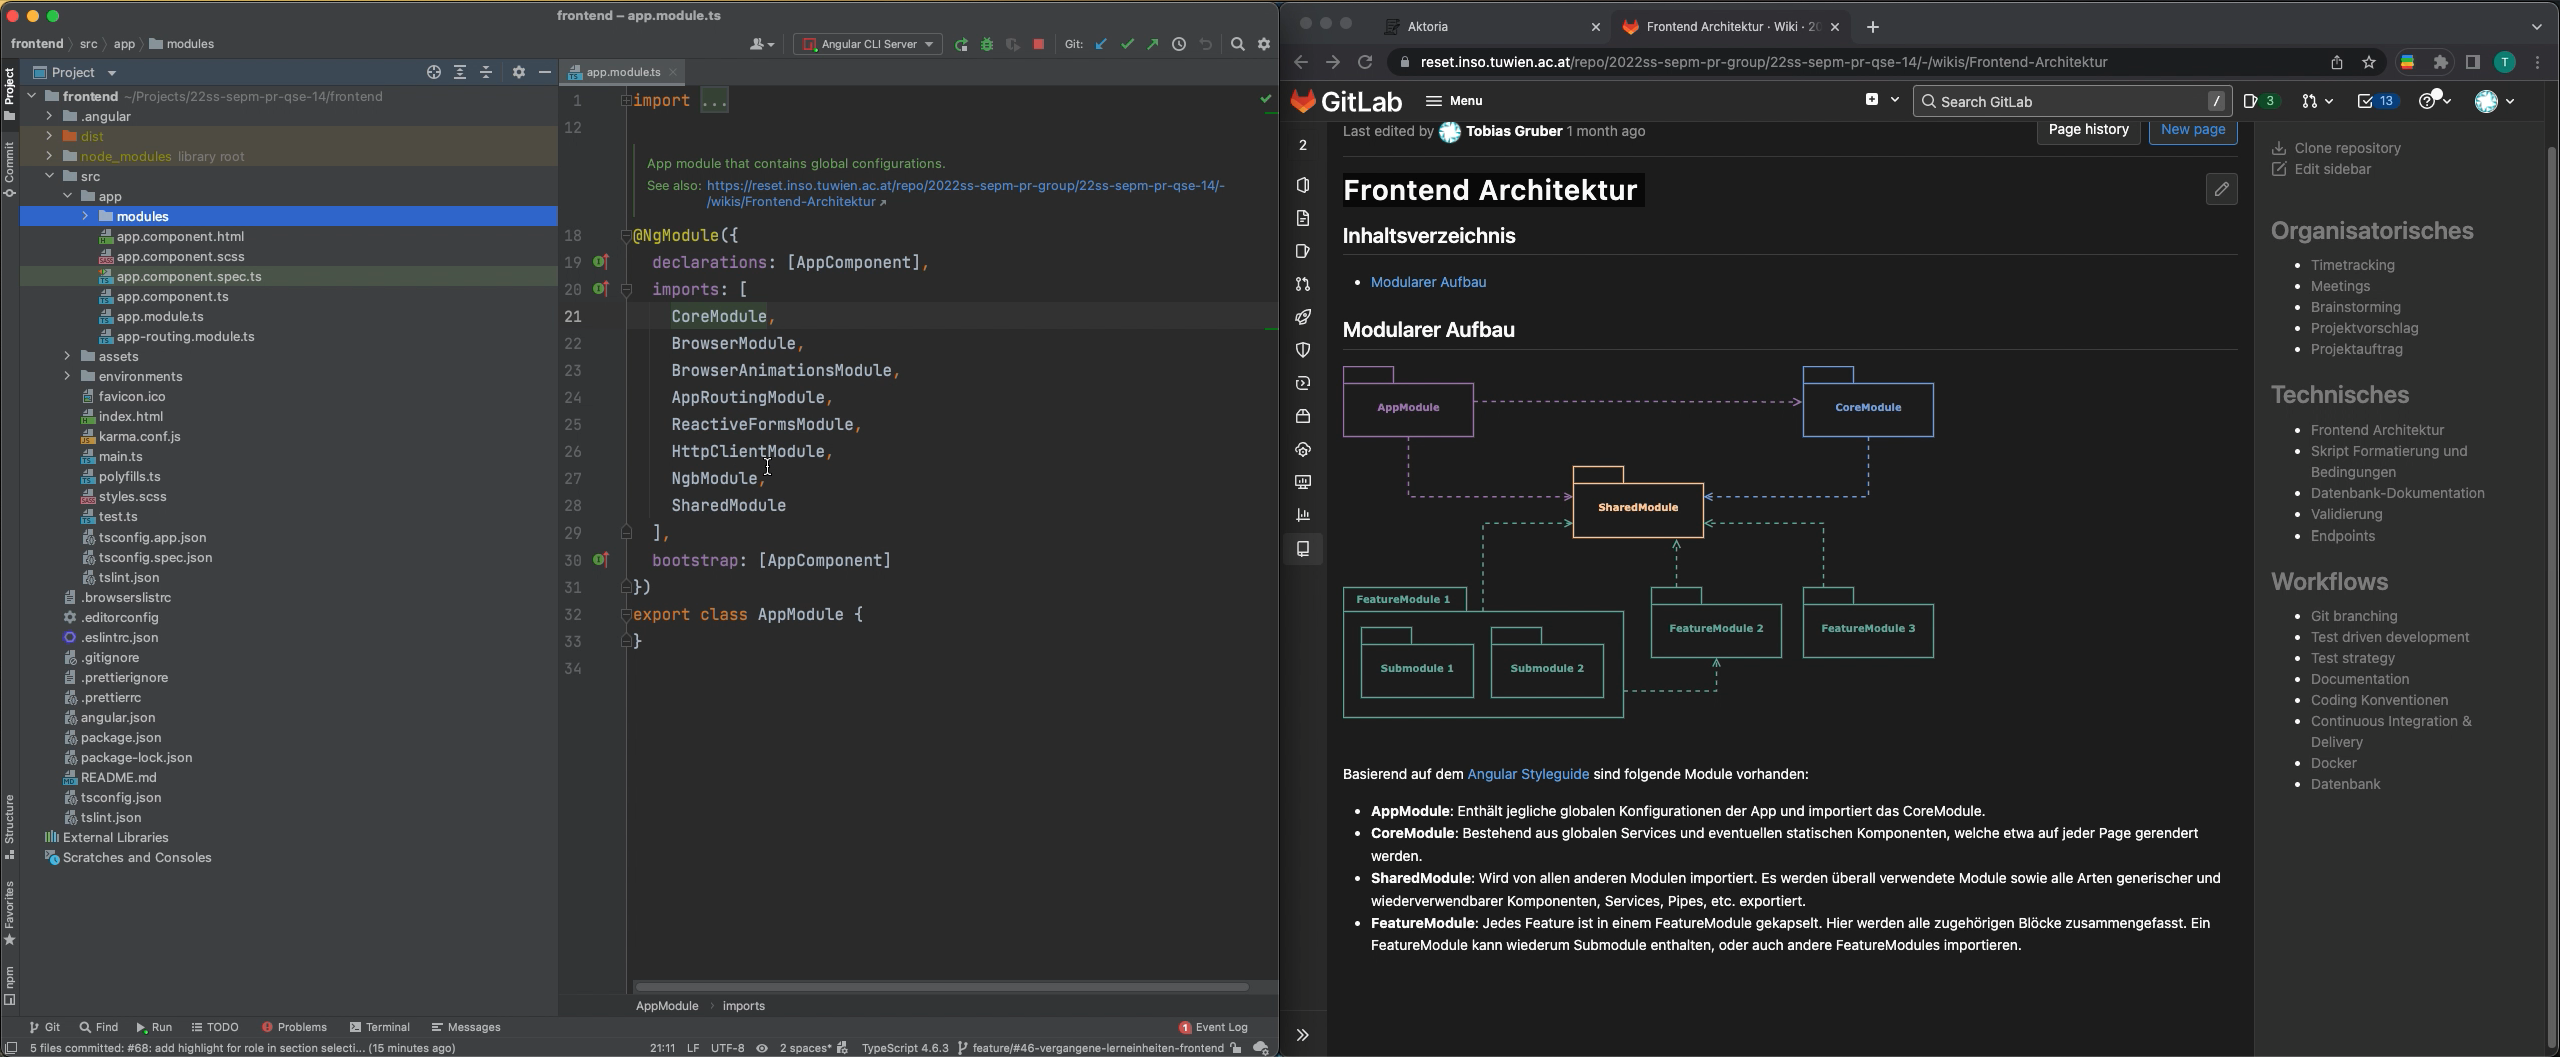 frontend – app.module.ts
frontend src app modules
Angular CLI Server
Git:
Project
frontend ~/Projects/22ss-sepm-pr-qse-14/frontend
.angular
dist
node_modules library root
src
app
modules
app.component.html
app.component.scss
app.component.spec.ts
app.component.ts
app.module.ts
app-routing.module.ts
assets
environments
favicon.ico
index.html
karma.conf.js
main.ts
polyfills.ts
styles.scss
test.ts
tsconfig.app.json
tsconfig.spec.json
tslint.json
.browserslistrc
.editorconfig
.eslintrc.json
.gitignore
.prettierignore
.prettierrc
angular.json
package.json
package-lock.json
README.md
tsconfig.json
tslint.json
External Libraries
Scratches and Consoles
Project
Commit
Structure
Favorites
npm
app.module.ts
1 import ...
12
App module that contains global configurations.
See also: https://reset.inso.tuwien.ac.at/repo/2022ss-sepm-pr-group/22ss-sepm-pr-qse-14/-
/wikis/Frontend-Architektur
18 @NgModule({
19 declarations: [AppComponent],
20 imports: [
21 CoreModule,
22 BrowserModule,
23 BrowserAnimationsModule,
24 AppRoutingModule,
25 ReactiveFormsModule,
26 HttpClientModule,
27 NgbModule,
28 SharedModule
29 ],
30 bootstrap: [AppComponent]
31 })
32 export class AppModule {
33 }
34
AppModule imports
Git Find Run TODO Problems Terminal Messages
1 Event Log
5 files committed: #68: add highlight for role in section selecti... (15 minutes ago)
21:11 LF UTF-8 2 spaces* TypeScript 4.6.3 feature/#46-vergangene-lerneinheiten-frontend
Aktoria
Frontend Architektur · Wiki · 20
reset.inso.tuwien.ac.at/repo/2022ss-sepm-pr-group/22ss-sepm-pr-qse-14/-/wikis/Frontend-Architektur
T
GitLab
Menu
Search GitLab /
3
13
2
Last edited by Tobias Gruber 1 month ago
Page history
New page
Frontend Architektur
Inhaltsverzeichnis
• Modularer Aufbau
Modularer Aufbau
AppModule
CoreModule
SharedModule
FeatureModule 1
FeatureModule 2
FeatureModule 3
Submodule 1
Submodule 2
Basierend auf dem Angular Styleguide sind folgende Module vorhanden:
• AppModule: Enthält jegliche globalen Konfigurationen der App und importiert das CoreModule.
• CoreModule: Bestehend aus globalen Services und eventuellen statischen Komponenten, welche etwa auf jeder Page gerendert
werden.
• SharedModule: Wird von allen anderen Modulen importiert. Es werden überall verwendete Module sowie alle Arten generischer und
wiederverwendbarer Komponenten, Services, Pipes, etc. exportiert.
• FeatureModule: Jedes Feature ist in einem FeatureModule gekapselt. Hier werden alle zugehörigen Blöcke zusammengefasst. Ein
FeatureModule kann wiederum Submodule enthalten, oder auch andere FeatureModules importieren.
Clone repository
Edit sidebar
Organisatorisches
• Timetracking
• Meetings
• Brainstorming
• Projektvorschlag
• Projektauftrag
Technisches
• Frontend Architektur
• Skript Formatierung und
Bedingungen
• Datenbank-Dokumentation
• Validierung
• Endpoints
Workflows
• Git branching
• Test driven development
• Test strategy
• Documentation
• Coding Konventionen
• Continuous Integration &
Delivery
• Docker
• Datenbank